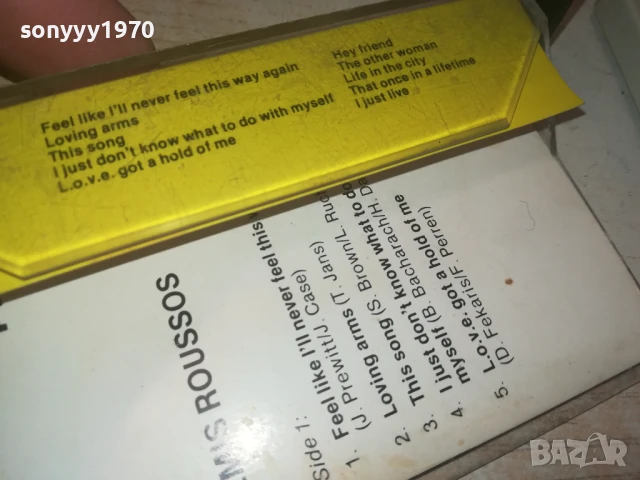 sonyyy1970
Feel like I'll never feel this way again
Loving arms
This song
I just don't know what to do with myself
L.o.v.e. got a hold of me
Hey friend
The other woman
Life in the city
That once in a lifetime
I just live
MIS ROUSSOS
Side 1:
1. Feel like I'll never feel this
(J. Prewitt/J. Case)
2. Loving arms (T. Jans)
3. This song (S. Brown/L.
4. I just don't know what to do
myself (B. Bacharach/H.
5. L.o.v.e. got a hold of me
(D. Fekaris/F. Perren)
BAZAR
bg